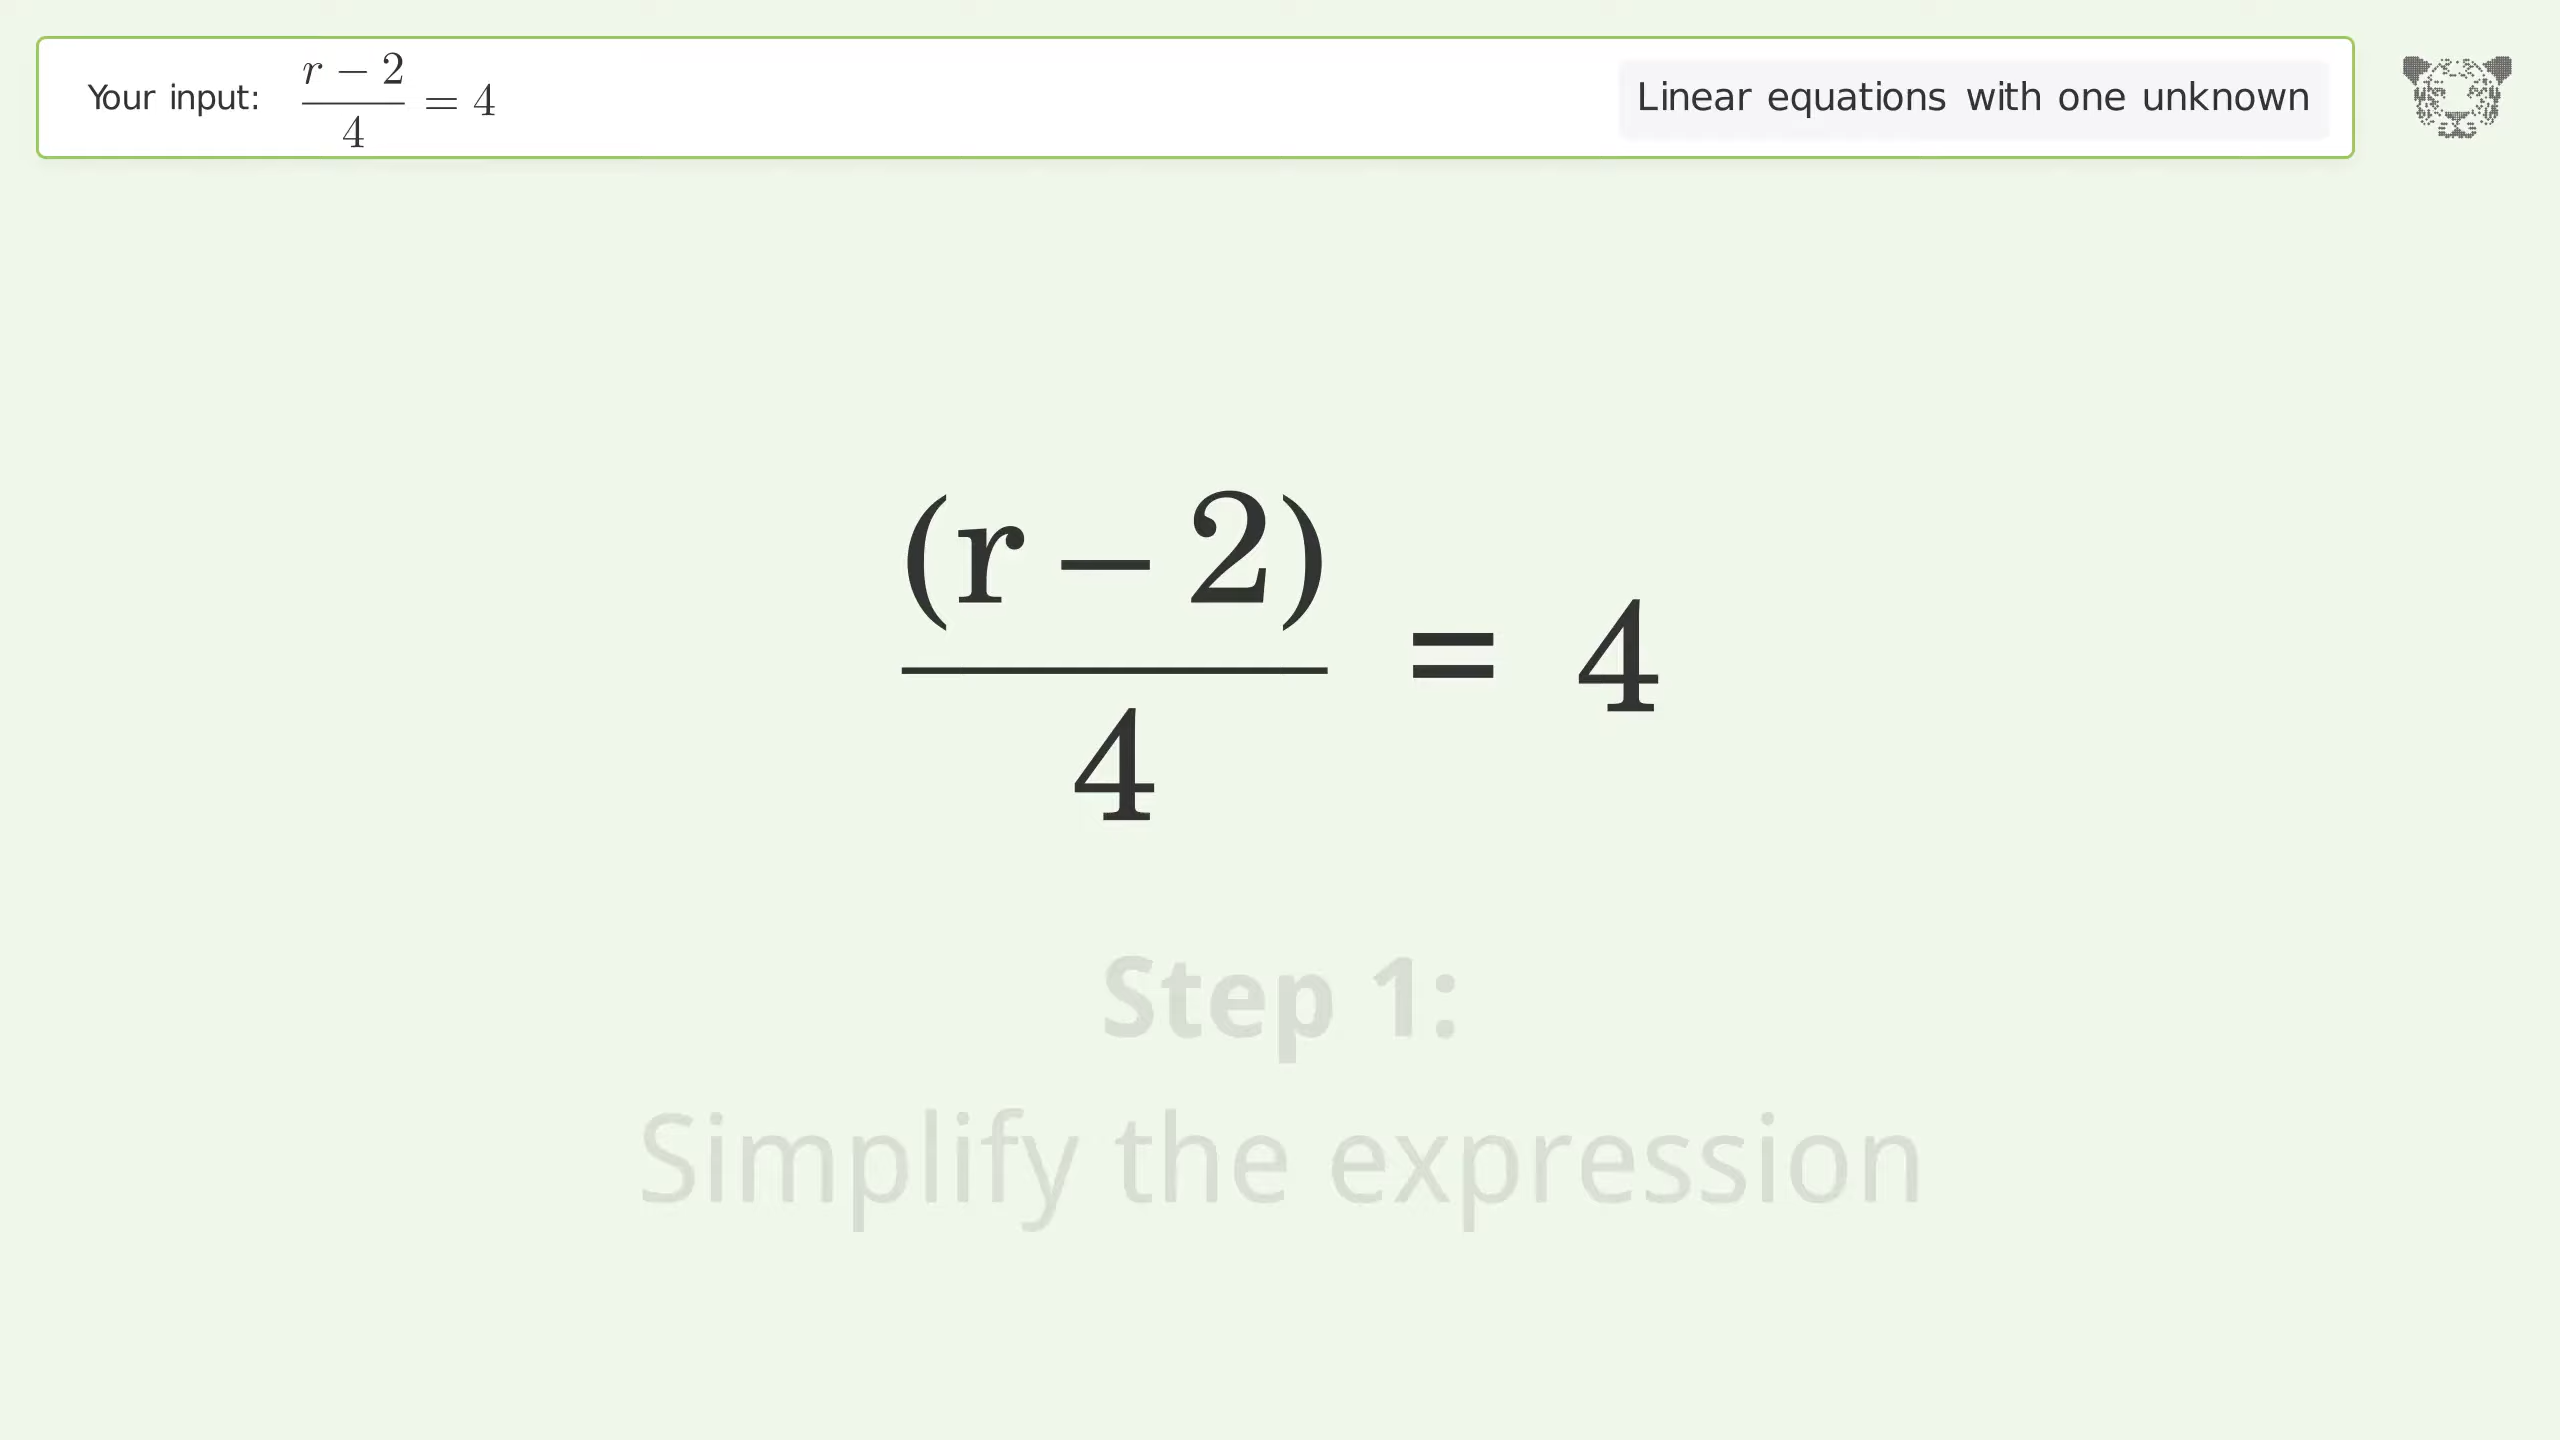 Your input: (r − 2)/4 = 4
Linear equations with one unknown
(r − 2)/4 = 4
Step 1:
Simplify the expression